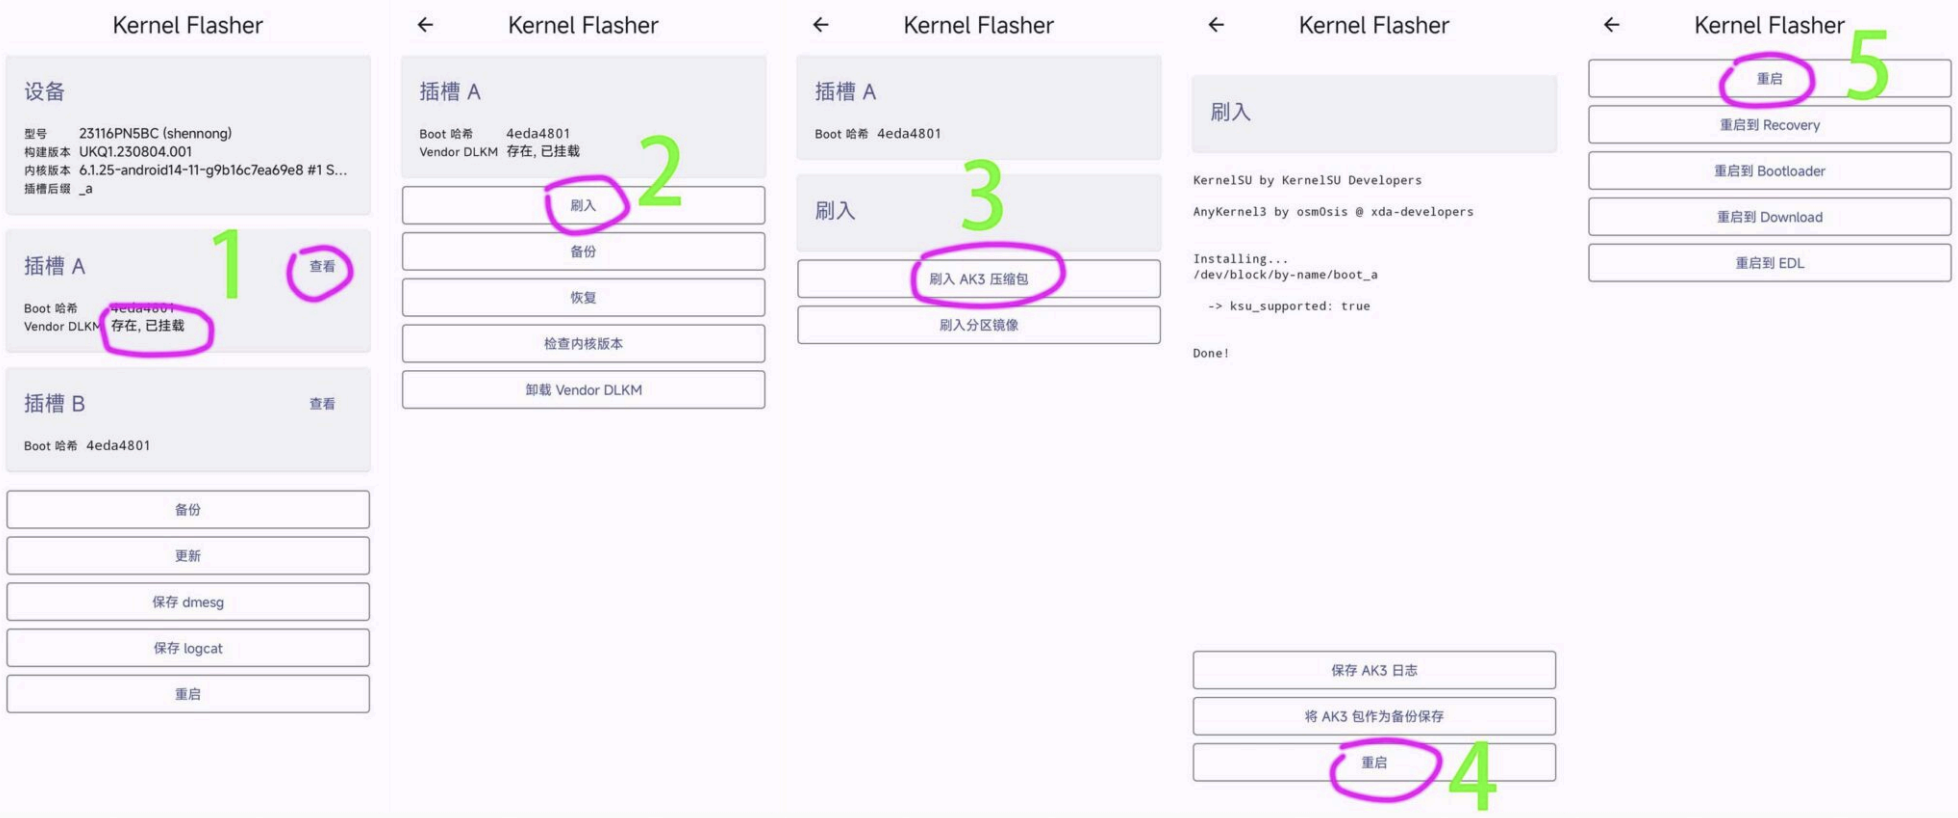 Kernel Flasher
设备
型号 23116PN5BC (shennong)
构建版本 UKQ1.230804.001
内核版本 6.1.25-android14-11-g9b16c7ea69e8 #1 S...
插槽后缀 _a
插槽 A 查看
1
Boot 哈希 4eda4801
Vendor DLKM 存在, 已挂载
插槽 B 查看
Boot 哈希 4eda4801
备份
更新
保存 dmesg
保存 logcat
重启
← Kernel Flasher
插槽 A
Boot 哈希 4eda4801
Vendor DLKM 存在, 已挂载
2
刷入
备份
恢复
检查内核版本
卸载 Vendor DLKM
← Kernel Flasher
插槽 A
Boot 哈希 4eda4801
3
刷入
刷入 AK3 压缩包
刷入分区镜像
← Kernel Flasher
刷入
KernelSU by KernelSU Developers
AnyKernel3 by osm0sis @ xda-developers
Installing...
/dev/block/by-name/boot_a
-> ksu_supported: true
Done!
保存 AK3 日志
将 AK3 包作为备份保存
重启
4
← Kernel Flasher
5
重启
重启到 Recovery
重启到 Bootloader
重启到 Download
重启到 EDL